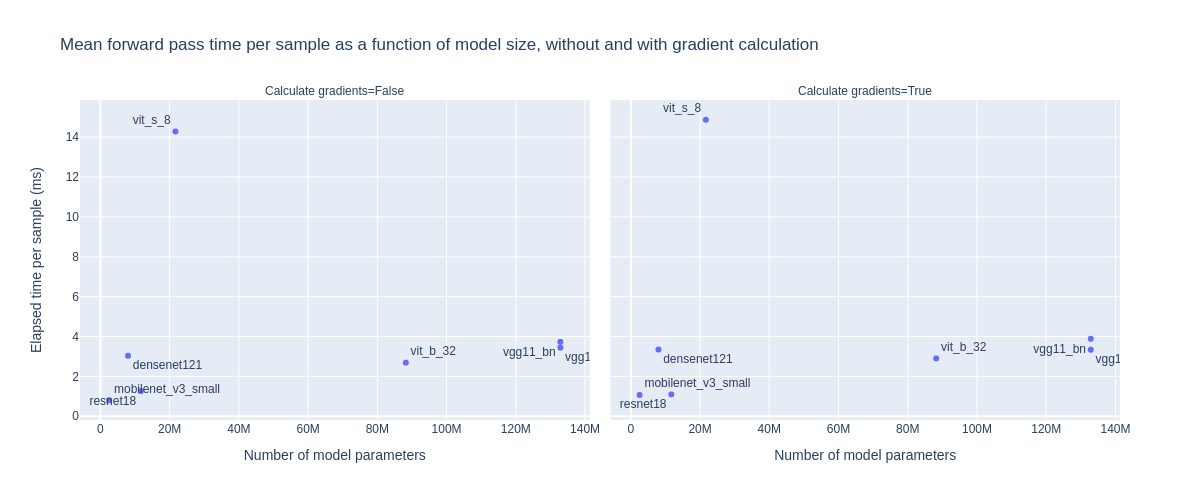 Mean forward pass time per sample as a function of model size, without and with gradient calculation
Calculate gradients=False
Calculate gradients=True
Elapsed time per sample (ms)
14
12
10
8
6
4
2
0
vit_s_8
vgg11_bn
vgg1
vit_b_32
densenet121
mobilenet_v3_small
resnet18
0
20M
40M
60M
80M
100M
120M
140M
Number of model parameters
vit_s_8
vit_b_32
vgg11_bn
vgg1
densenet121
mobilenet_v3_small
resnet18
0
20M
40M
60M
80M
100M
120M
140M
Number of model parameters